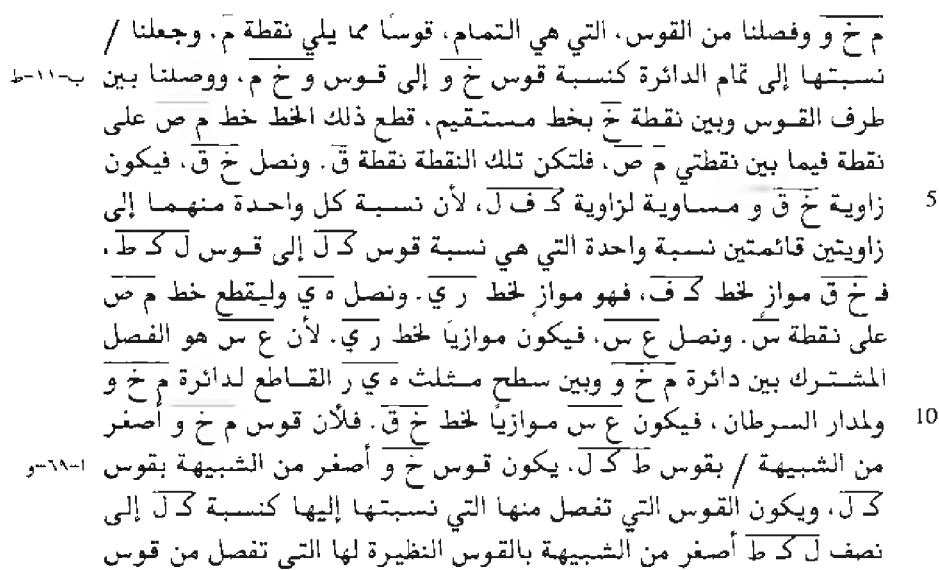 م خ و وفصلنا من القوس، التي هي التمام، قوسًا مما يلي نقطة م. وجعلنا /
نسبتها إلى تمام الدائرة كنسبة قوس خ و إلى قوس و خ م، ووصلنا بين ب-١١-ظ
طرف القوس وبين نقطة خ بخط مستقيم، قطع ذلك الخط خط م ص على
نقطة فيما بين نقطتي م ص، فلتكن تلك النقطة نقطة ق. ونصل خ ق، فيكون
5 زاوية خ ق و مساوية لزاوية ك ف ل، لأن نسبة كل واحدة منهما إلى
زاويتين قائمتين نسبة واحدة التي هي نسبة قوس ك ل إلى قوس ل ك ط،
فـ خ ق موازٍ لخط ك ف، فهو موازٍ لخط ر ي. ونصل ه ي وليقطع خط م ص
على نقطة س. ونصل ع س، فيكون موازيًا لخط ر ي. لأن ع س هو الفصل
المشترك بين دائرة م خ و وبين سطح مثلث ه ي ر القاطع لدائرة م خ و
10 ولمدار السرطان، فيكون ع س موازيًا لخط خ ق. فلأن قوس م خ و أصغر
من الشبيهة / بقوس ط ك ل، يكون قوس خ و أصغر من الشبيهة بقوس ا-٦٩-و
ك ل، ويكون القوس التي تفصل منها التي نسبتها إليها كنسبة ك ل إلى
نصف ل ك ط أصغر من الشبيهة بالقوس النظيرة لها التي تفصل من قوس